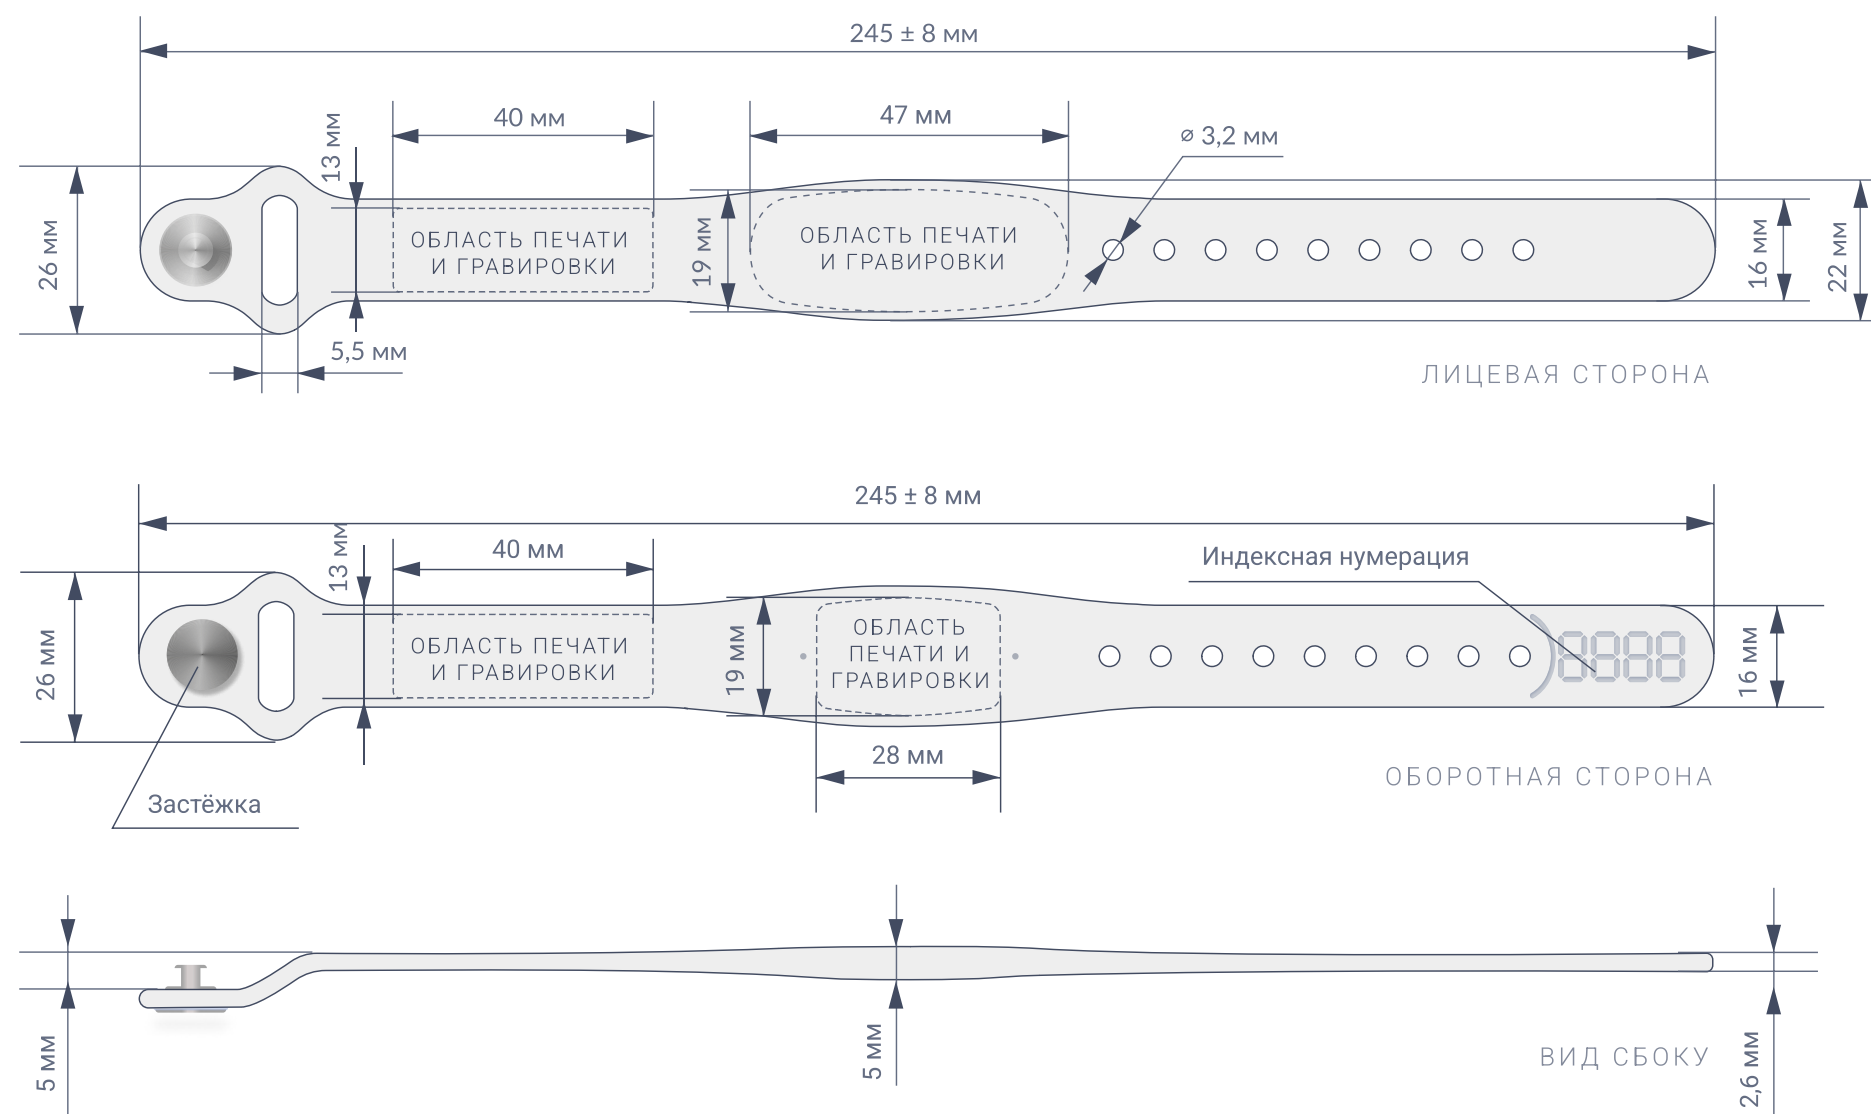 245 ± 8 мм
40 мм
47 мм
13 мм
⌀ 3,2 мм
26 мм
ОБЛАСТЬ ПЕЧАТИ
И ГРАВИРОВКИ
19 мм
ОБЛАСТЬ ПЕЧАТИ
И ГРАВИРОВКИ
16 мм
22 мм
5,5 мм
ЛИЦЕВАЯ СТОРОНА
245 ± 8 мм
13 мм
40 мм
Индексная нумерация
26 мм
ОБЛАСТЬ ПЕЧАТИ
И ГРАВИРОВКИ
19 мм
ОБЛАСТЬ
ПЕЧАТИ И
ГРАВИРОВКИ
8888
16 мм
28 мм
ОБОРОТНАЯ СТОРОНА
Застёжка
5 мм
5 мм
ВИД СБОКУ
2,6 мм